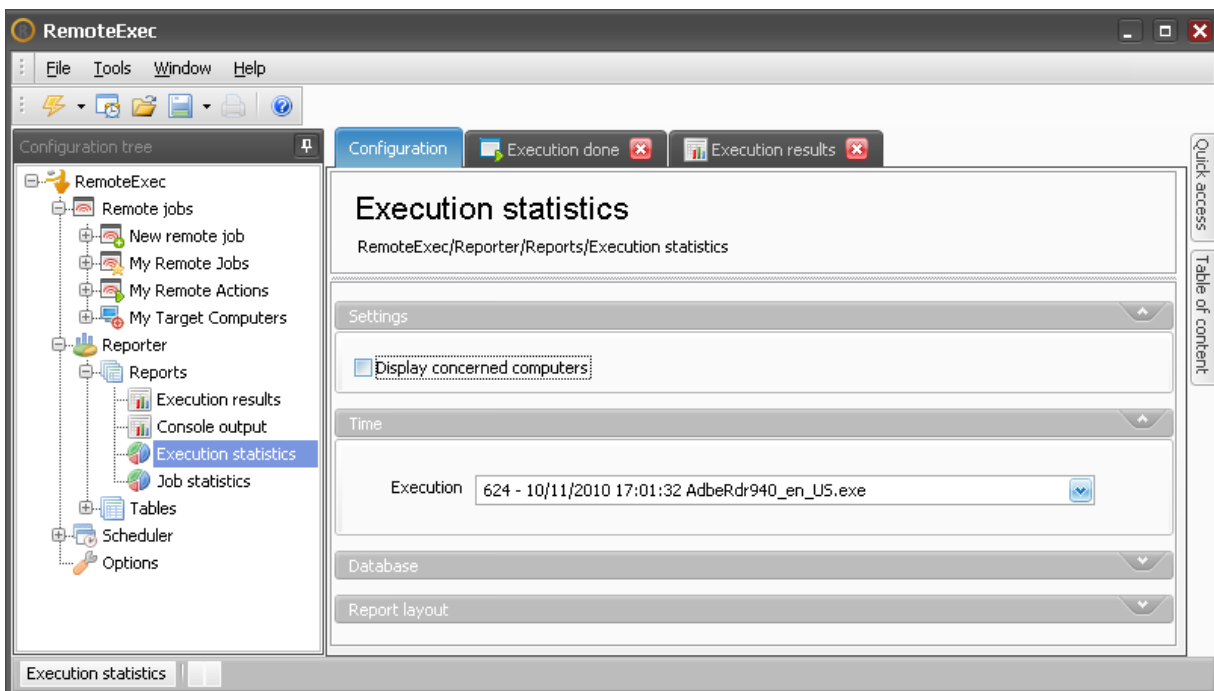 RemoteExec
File Tools Window Help
Configuration tree
RemoteExec
Remote jobs
New remote job
My Remote Jobs
My Remote Actions
My Target Computers
Reporter
Reports
Execution results
Console output
Execution statistics
Job statistics
Tables
Scheduler
Options
Configuration
Execution done
Execution results
Execution statistics
RemoteExec/Reporter/Reports/Execution statistics
Settings
Display concerned computers
Time
Execution 624 - 10/11/2010 17:01:32 AdbeRdr940_en_US.exe
Database
Report layout
Quick access
Table of content
Execution statistics